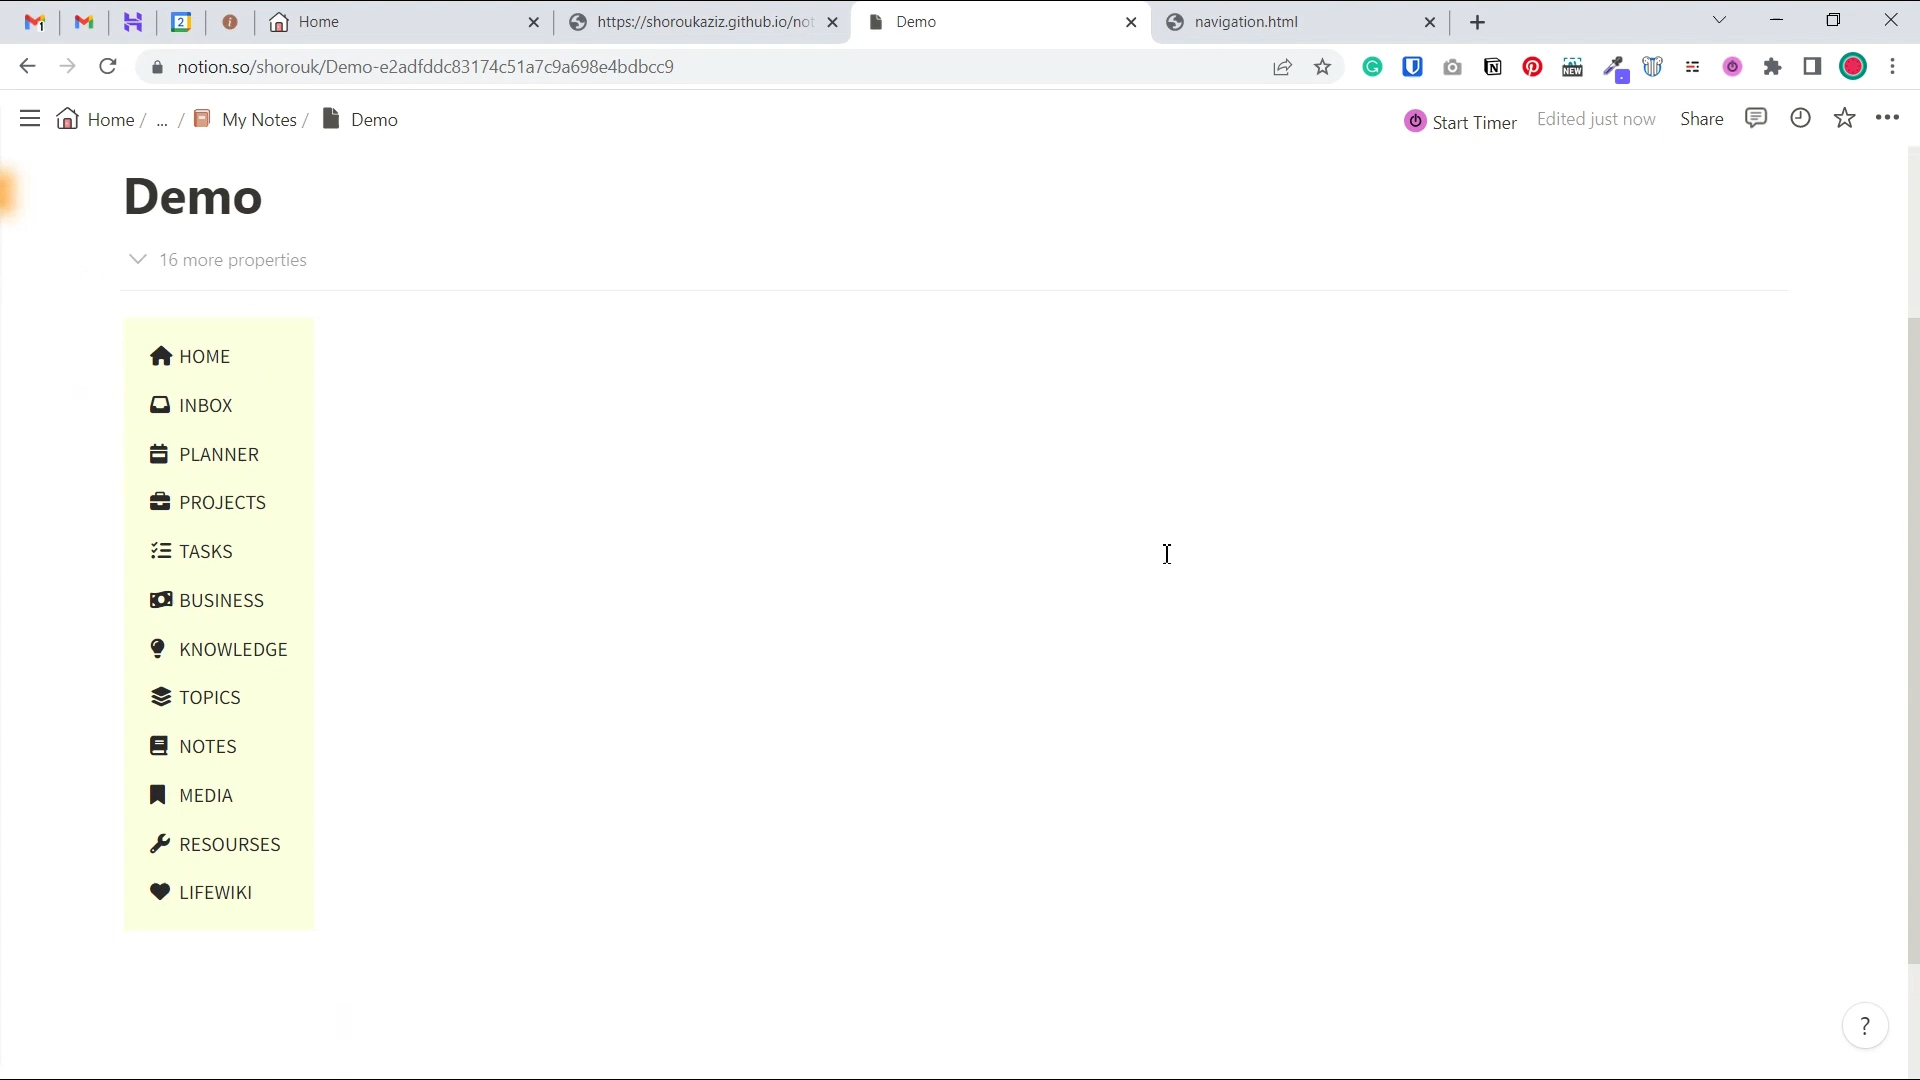 Home
https://shoroukaziz.github.io/not
Demo
navigation.html
notion.so/shorouk/Demo-e2adfddc83174c51a7c9a698e4bdbcc9
Home / ... / My Notes / Demo
Start Timer
Edited just now
Share
Demo
16 more properties
HOME
INBOX
PLANNER
PROJECTS
TASKS
BUSINESS
KNOWLEDGE
TOPICS
NOTES
MEDIA
RESOURSES
LIFEWIKI
?